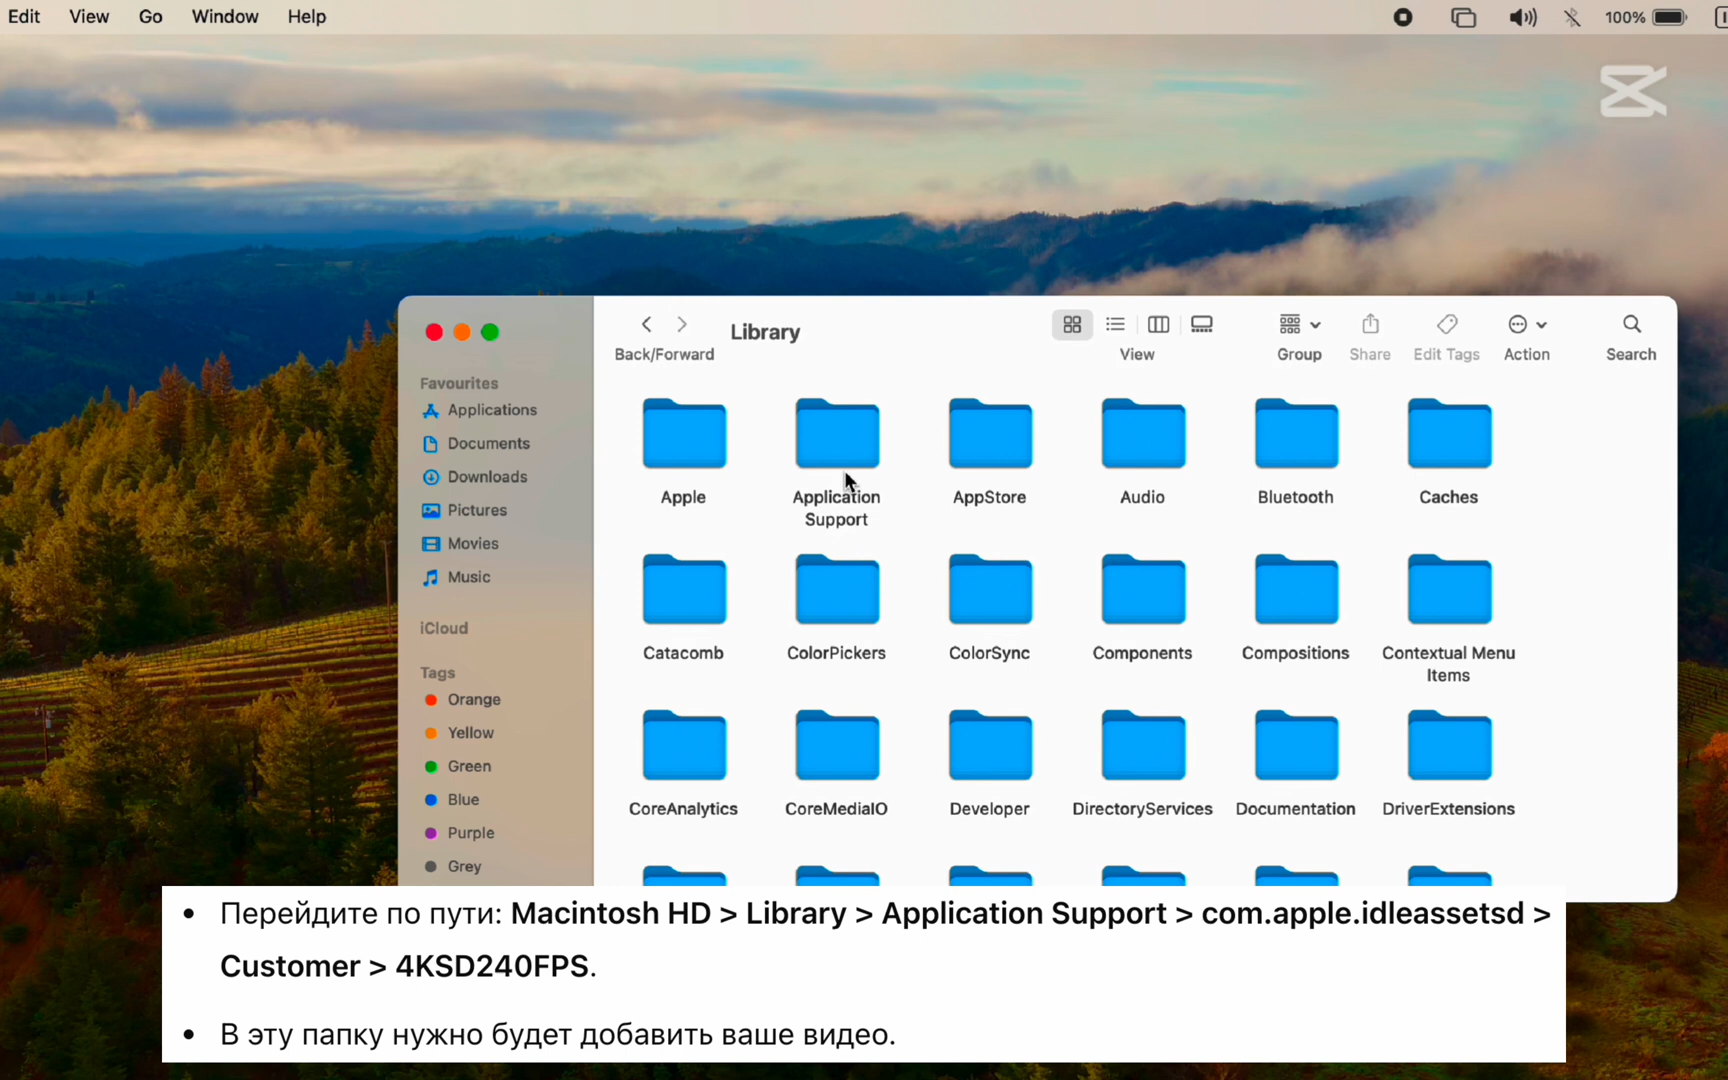 Edit View Go Window Help 100%
Library
Back/Forward View Group Share Edit Tags Action Search
Favourites
Applications
Documents
Downloads
Pictures
Movies
Music
iCloud
Tags
Orange
Yellow
Green
Blue
Purple
Grey
Apple Application Support AppStore Audio Bluetooth Caches
Catacomb ColorPickers ColorSync Components Compositions Contextual Menu Items
CoreAnalytics CoreMediaIO Developer DirectoryServices Documentation DriverExtensions
• Перейдите по пути: Macintosh HD > Library > Application Support > com.apple.idleassetsd >
Customer > 4KSD240FPS.
• В эту папку нужно будет добавить ваше видео.